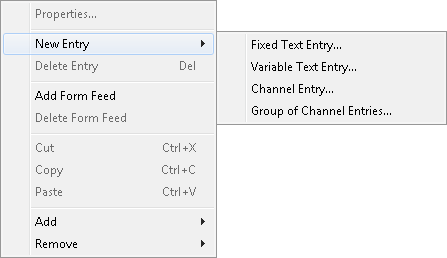 Properties...
New Entry
Delete Entry Del
Add Form Feed
Delete Form Feed
Cut Ctrl+X
Copy Ctrl+C
Paste Ctrl+V
Add
Remove
Fixed Text Entry...
Variable Text Entry...
Channel Entry...
Group of Channel Entries...